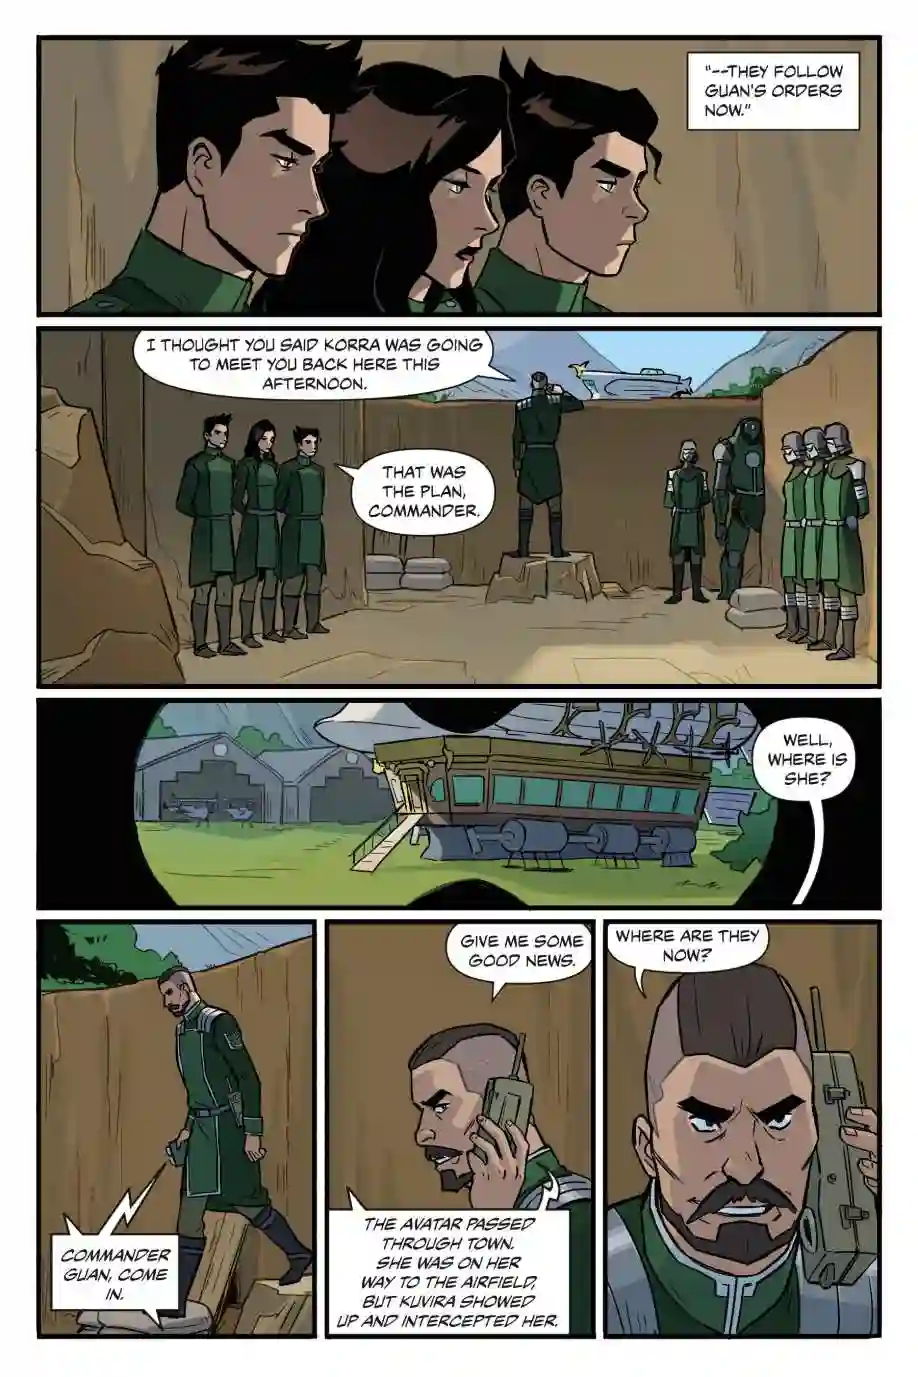 "--THEY FOLLOW
GUAN'S ORDERS
NOW."
I THOUGHT YOU SAID KORRA WAS GOING
TO MEET YOU BACK HERE THIS
AFTERNOON.
THAT WAS
THE PLAN,
COMMANDER.
WELL,
WHERE IS
SHE?
COMMANDER
GUAN, COME
IN.
GIVE ME SOME
GOOD NEWS.
THE AVATAR PASSED
THROUGH TOWN.
SHE WAS ON HER
WAY TO THE AIRFIELD,
BUT KUVIRA SHOWED
UP AND INTERCEPTED HER.
WHERE ARE THEY
NOW?